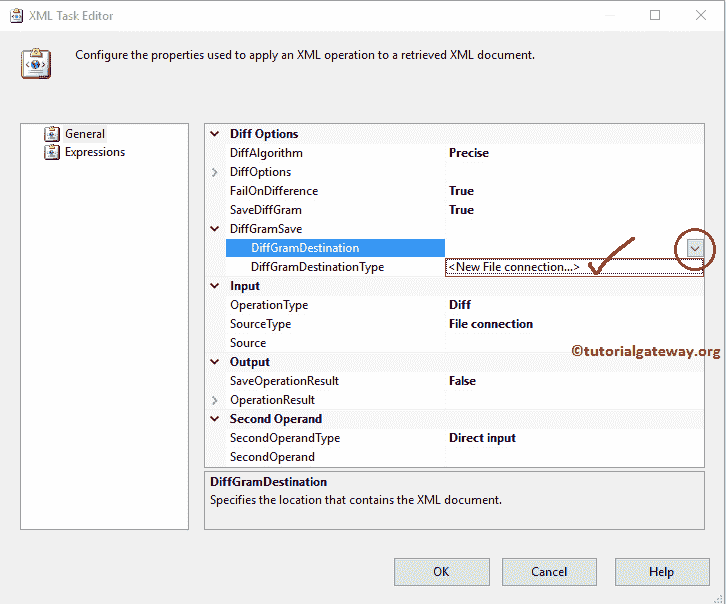 XML Task Editor
Configure the properties used to apply an XML operation to a retrieved XML document.
General
Expressions
Diff Options
DiffAlgorithm Precise
DiffOptions
FailOnDifference True
SaveDiffGram True
DiffGramSave
DiffGramDestination
DiffGramDestinationType <New File connection...>
Input
OperationType Diff
SourceType File connection
Source
©tutorialgateway.org
Output
SaveOperationResult False
OperationResult
Second Operand
SecondOperandType Direct input
SecondOperand
DiffGramDestination
Specifies the location that contains the XML document.
OK Cancel Help